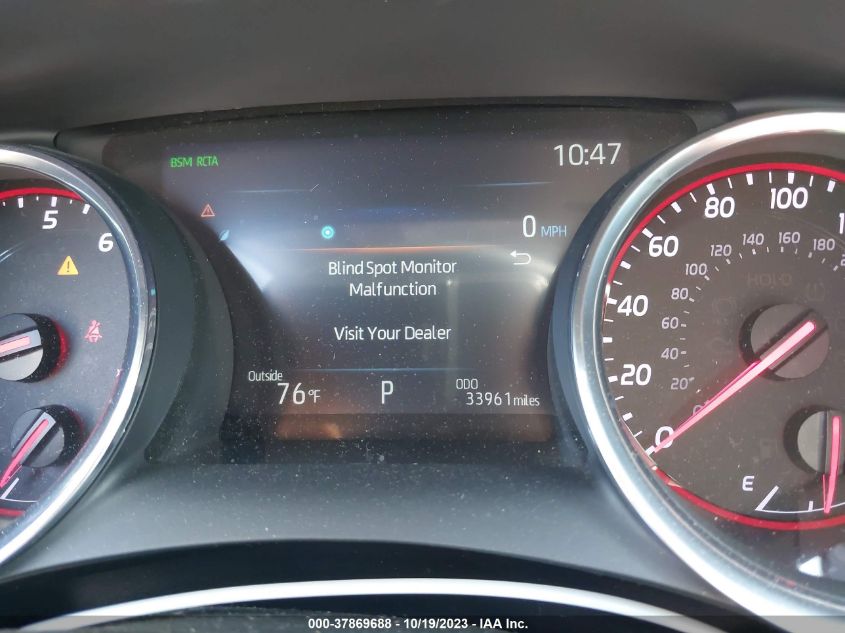 BSM RCTA
10:47
0 MPH
Blind Spot Monitor
Malfunction
Visit Your Dealer
Outside
76°F
P
ODO
33961 miles
5
6
0
20
40
60
80
100
20
40
60
80
100
120
140
160
180
HOLD
E
000-37869688 - 10/19/2023 - IAA Inc.